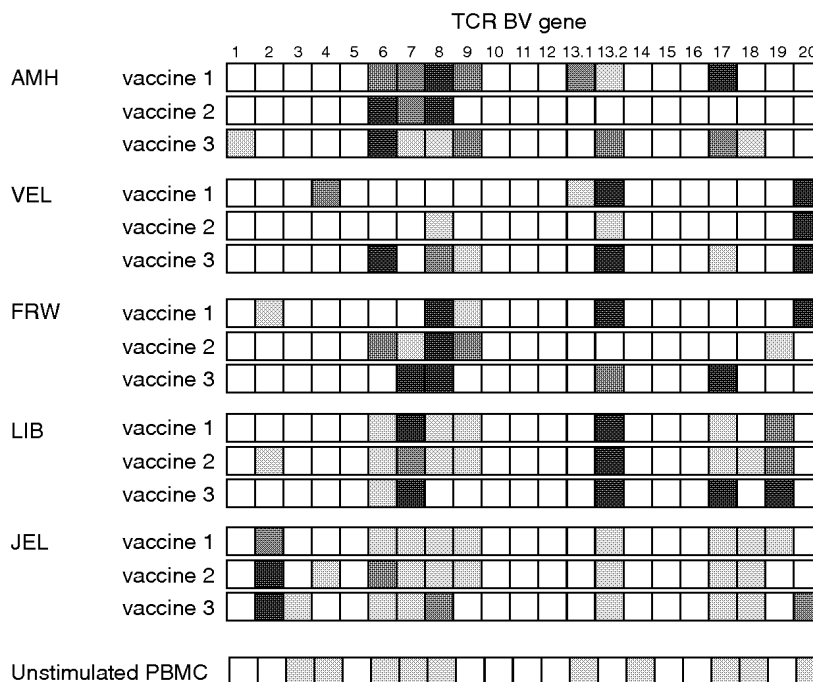 TCR BV gene
1 2 3 4 5 6 7 8 9 10 11 12 13.1 13.2 14 15 16 17 18 19 20
AMH vaccine 1
vaccine 2
vaccine 3
VEL vaccine 1
vaccine 2
vaccine 3
FRW vaccine 1
vaccine 2
vaccine 3
LIB vaccine 1
vaccine 2
vaccine 3
JEL vaccine 1
vaccine 2
vaccine 3
Unstimulated PBMC